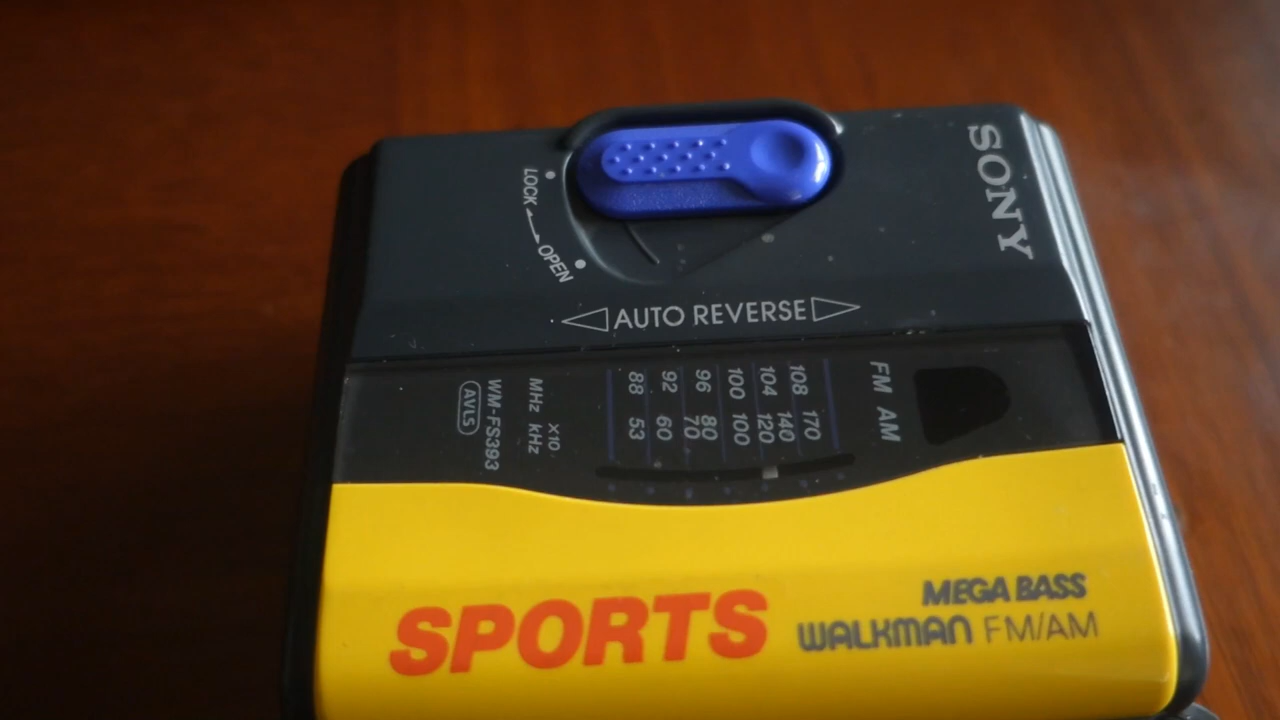 SONY
LOCK
OPEN
AUTO REVERSE
FM 88 92 96 100 104 108 MHz
AM 53 60 70 80 100 120 140 170 x10 kHz
WM-FS393
AVLS
SPORTS
MEGA BASS
WALKMAN FM/AM